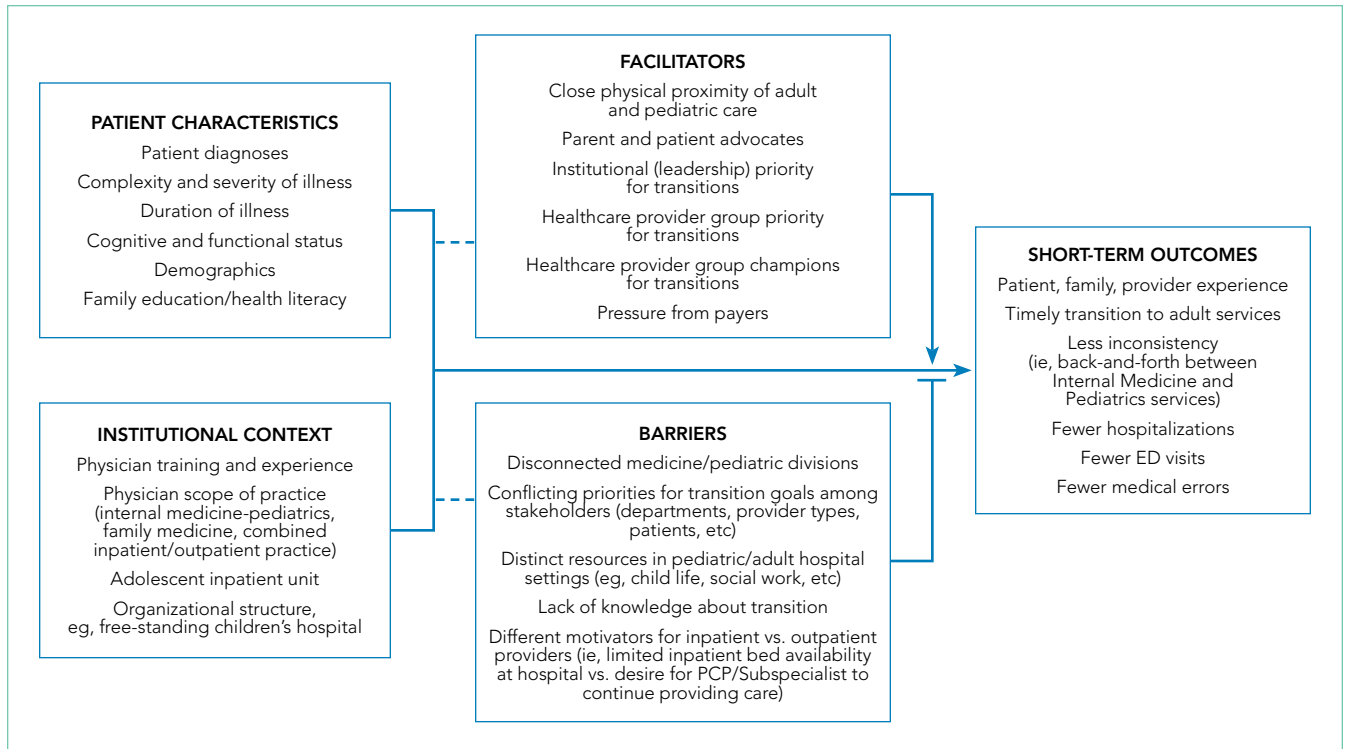 PATIENT CHARACTERISTICS
Patient diagnoses
Complexity and severity of illness
Duration of illness
Cognitive and functional status
Demographics
Family education/health literacy
INSTITUTIONAL CONTEXT
Physician training and experience
Physician scope of practice
(internal medicine-pediatrics,
family medicine, combined
inpatient/outpatient practice)
Adolescent inpatient unit
Organizational structure,
eg, free-standing children’s hospital
FACILITATORS
Close physical proximity of adult
and pediatric care
Parent and patient advocates
Institutional (leadership) priority
for transitions
Healthcare provider group priority
for transitions
Healthcare provider group champions
for transitions
Pressure from payers
BARRIERS
Disconnected medicine/pediatric divisions
Conflicting priorities for transition goals among
stakeholders (departments, provider types,
patients, etc)
Distinct resources in pediatric/adult hospital
settings (eg, child life, social work, etc)
Lack of knowledge about transition
Different motivators for inpatient vs. outpatient
providers (ie, limited inpatient bed availability
at hospital vs. desire for PCP/Subspecialist to
continue providing care)
SHORT-TERM OUTCOMES
Patient, family, provider experience
Timely transition to adult services
Less inconsistency
(ie, back-and-forth between
Internal Medicine and
Pediatrics services)
Fewer hospitalizations
Fewer ED visits
Fewer medical errors